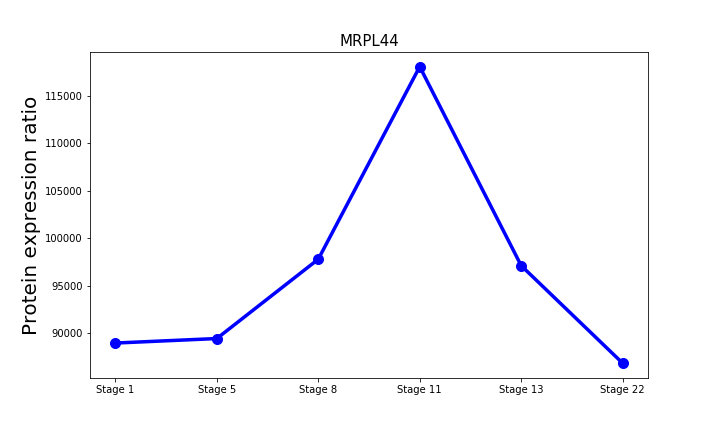 MRPL44
Protein expression ratio
115000
110000
105000
100000
95000
90000
Stage 1
Stage 5
Stage 8
Stage 11
Stage 13
Stage 22